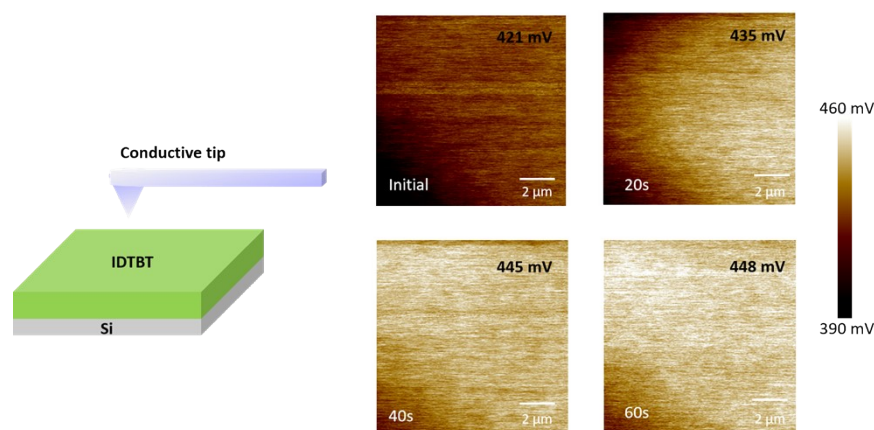 Conductive tip
IDTBT
Si
421 mV
Initial
2 μm
435 mV
20s
2 μm
445 mV
40s
2 μm
448 mV
60s
2 μm
460 mV
390 mV